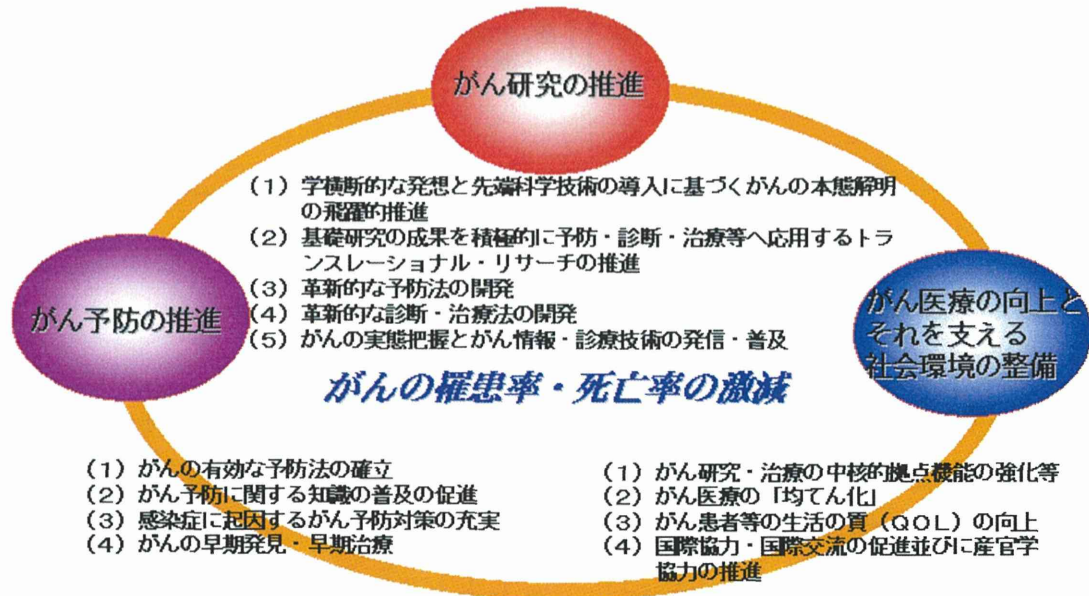 がん研究の推進
(1) 学横断的な発想と先端科学技術の導入に基づくがんの本態解明
の飛躍的推進
(2) 基礎研究の成果を積極的に予防・診断・治療等へ応用するトラ
ンスレーショナル・リサーチの推進
(3) 革新的な予防法の開発
(4) 革新的な診断・治療法の開発
(5) がんの実態把握とがん情報・診療技術の発信・普及
がん予防の推進
がん医療の向上と
それを支える
社会環境の整備
がんの罹患率・死亡率の激減
(1) がんの有効な予防法の確立
(2) がん予防に関する知識の普及の促進
(3) 感染症に起因するがん予防対策の充実
(4) がんの早期発見・早期治療
(1) がん研究・治療の中核的拠点機能の強化等
(2) がん医療の「均てん化」
(3) がん患者等の生活の質(QOL)の向上
(4) 国際協力・国際交流の促進並びに産官学
協力の推進